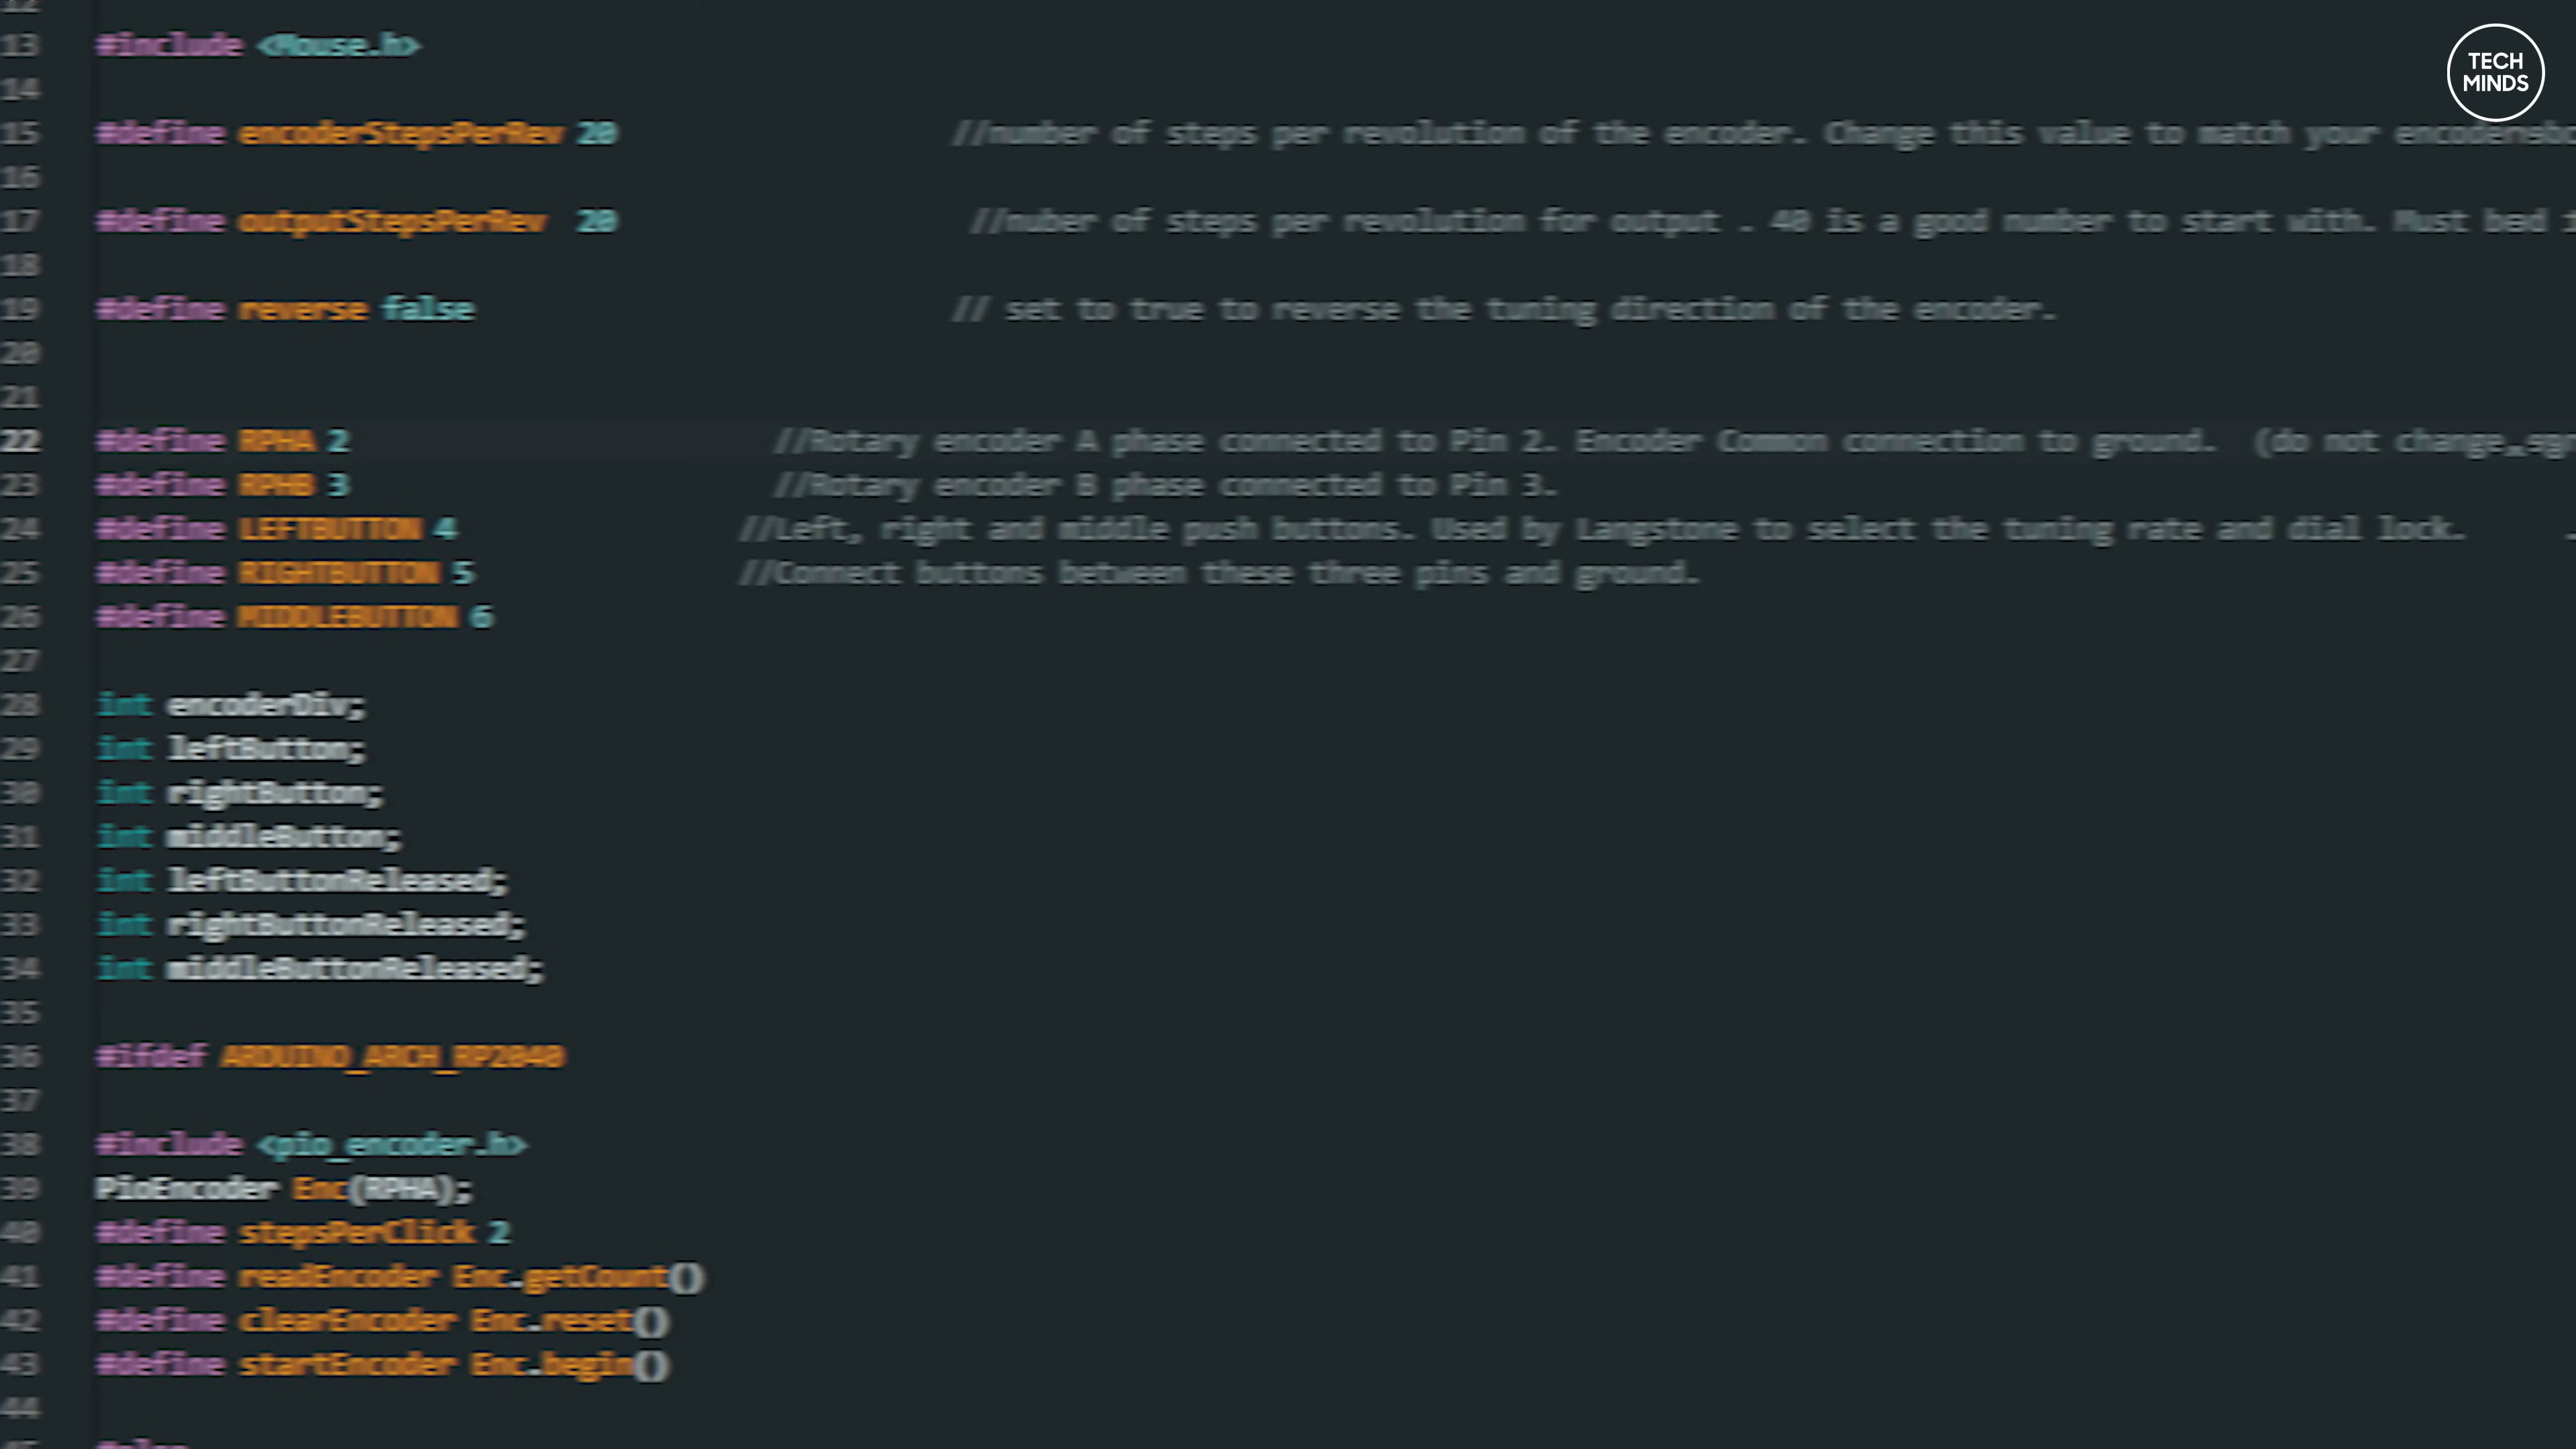 12
13 #include <Mouse.h>
14
15 #define encoderStepsPerRev 20 //number of steps per revolution of the encoder. Change this value to match your
16
17 #define outputStepsPerRev 20 //nuber of steps per revolution for output . 40 is a good number to start with. Must
18
19 #define reverse false // set to true to reverse the tuning direction of the encoder.
20
21
22 #define RPHA 2 //Rotary encoder A phase connected to Pin 2. Encoder Common connection to ground. (do not change
23 #define RPHB 3 //Rotary encoder B phase connected to Pin 3.
24 #define LEFTBUTTON 4 //Left, right and middle push buttons. Used by Langstone to select the tuning rate and dial lock.
25 #define RIGHTBUTTON 5 //Connect buttons between these three pins and ground.
26 #define MIDDLEBUTTON 6
27
28 int encoderDiv;
29 int leftButton;
30 int rightButton;
31 int middleButton;
32 int leftButtonReleased;
33 int rightButtonReleased;
34 int middleButtonReleased;
35
36 #ifdef ARDUINO_ARCH_RP2040
37
38 #include <pio_encoder.h>
39 PioEncoder Enc(RPHA);
40 #define stepsPerClick 2
41 #define readEncoder Enc.getCount()
42 #define clearEncoder Enc.reset()
43 #define startEncoder Enc.begin()
44
TECH
MINDS